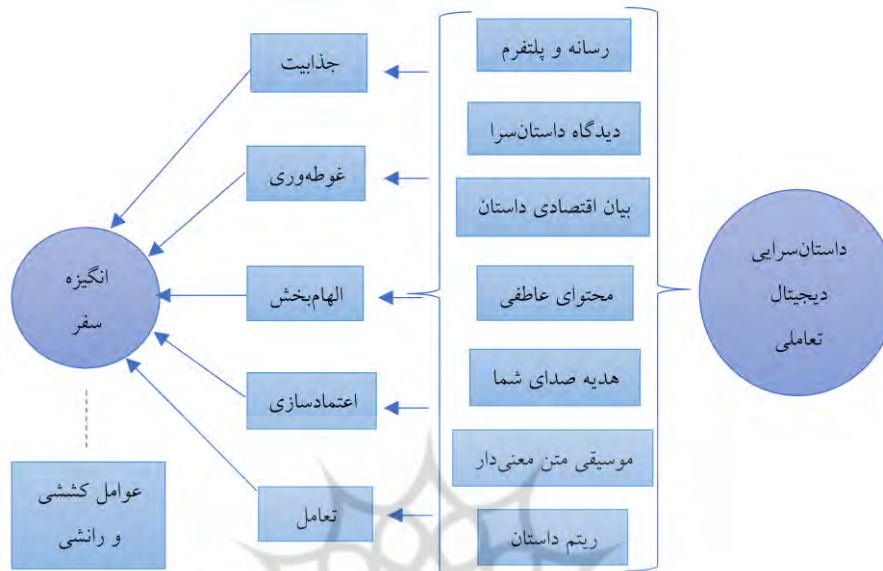 داستان‌سرایی
دیجیتال
تعاملی
رسانه و پلتفرم
دیدگاه داستان‌سرا
بیان اقتصادی داستان
محتوای عاطفی
هدیه صدای شما
موسیقی متن معنی‌دار
ریتم داستان
جذابیت
غوطه‌وری
الهام‌بخش
اعتمادسازی
تعامل
انگیزه
سفر
عوامل کششی
و رانشی